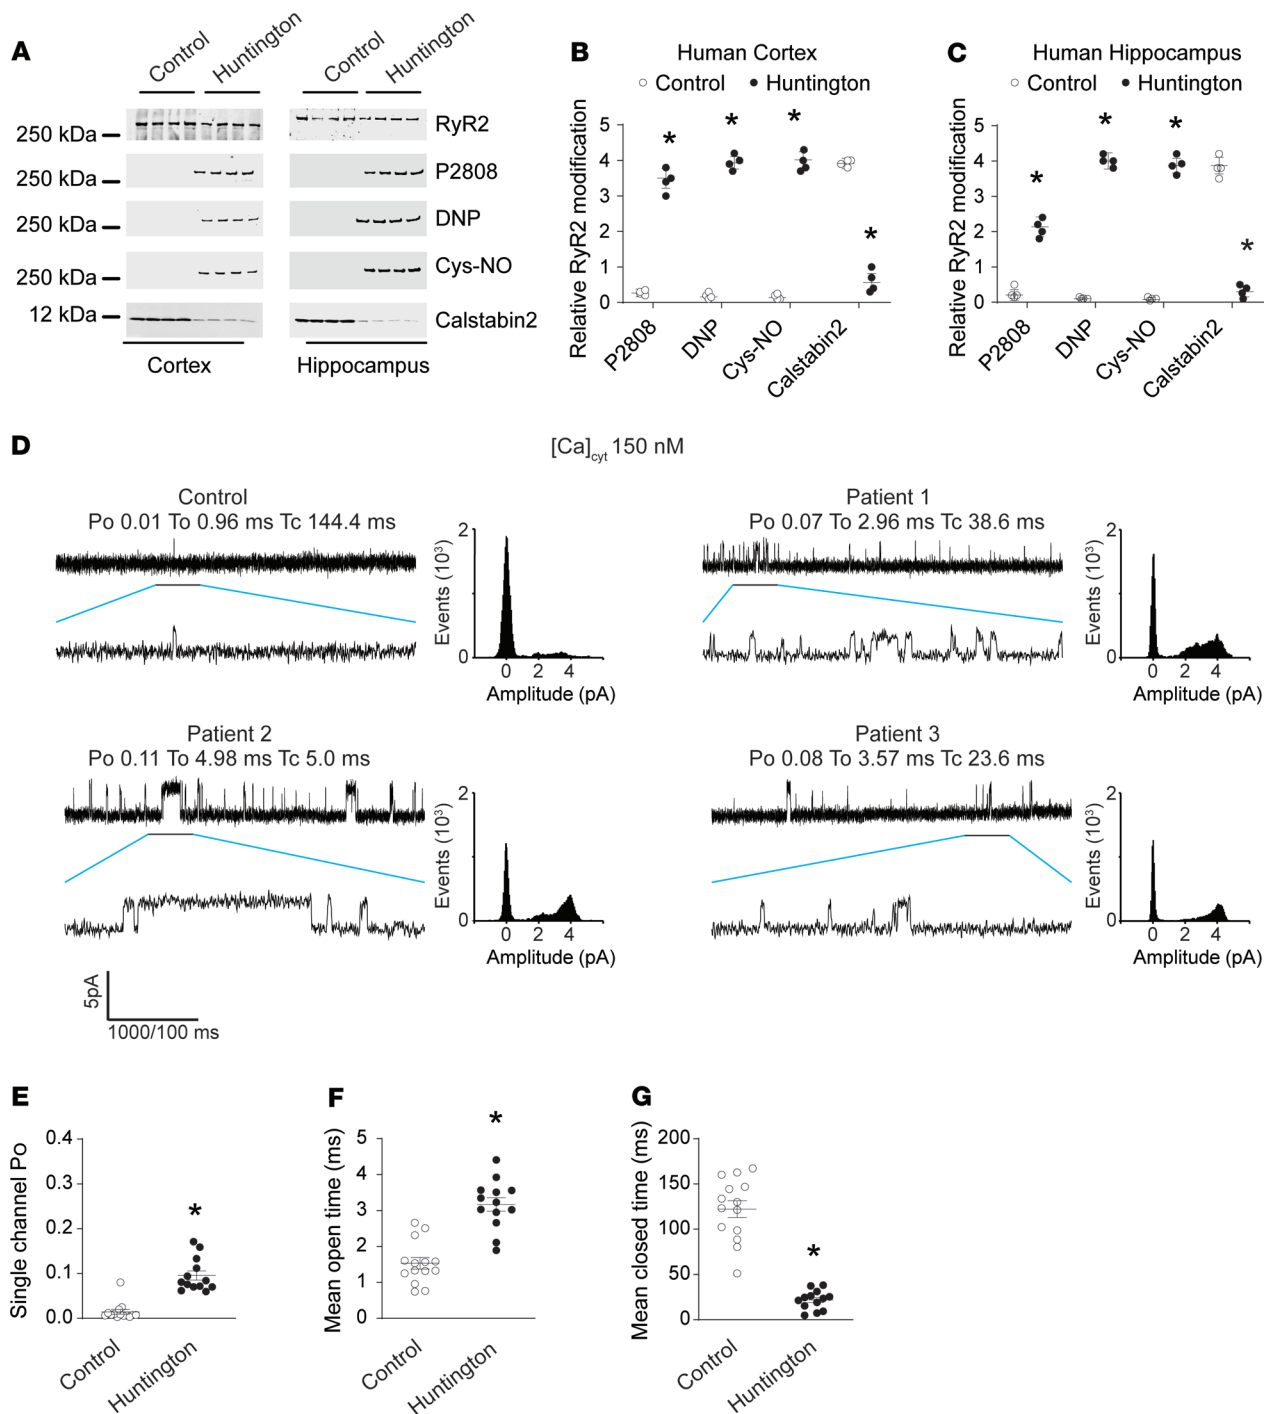 A
Control
Huntington
Control
Huntington
250 kDa
RyR2
250 kDa
P2808
250 kDa
DNP
250 kDa
Cys-NO
12 kDa
Calstabin2
Cortex
Hippocampus
B
Human Cortex
Control
Huntington
Relative RyR2 modification
5
4
3
2
1
0
*
*
*
*
P2808
DNP
Cys-NO
Calstabin2
C
Human Hippocampus
Control
Huntington
Relative RyR2 modification
5
4
3
2
1
0
*
*
*
*
P2808
DNP
Cys-NO
Calstabin2
D
[Ca]cyt 150 nM
Control
Po 0.01 To 0.96 ms Tc 144.4 ms
Events (10³)
2
0
0 2 4
Amplitude (pA)
Patient 1
Po 0.07 To 2.96 ms Tc 38.6 ms
Events (10³)
2
0
0 2 4
Amplitude (pA)
Patient 2
Po 0.11 To 4.98 ms Tc 5.0 ms
Events (10³)
2
0
0 2 4
Amplitude (pA)
Patient 3
Po 0.08 To 3.57 ms Tc 23.6 ms
Events (10³)
2
0
0 2 4
Amplitude (pA)
5pA
1000/100 ms
E
Single channel Po
0.4
0.3
0.2
0.1
0.0
*
Control
Huntington
F
Mean open time (ms)
5
4
3
2
1
0
*
Control
Huntington
G
Mean closed time (ms)
200
150
100
50
0
*
Control
Huntington